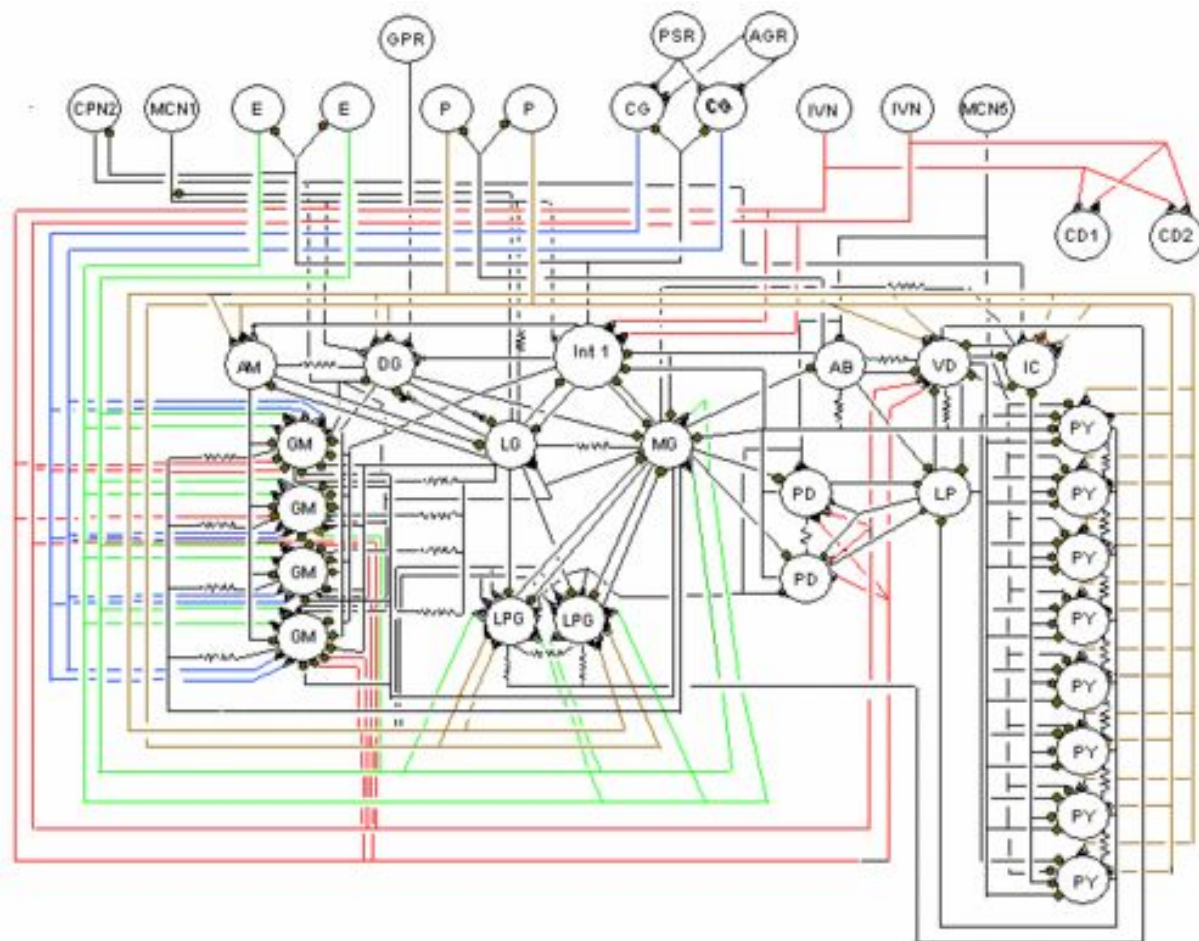 GPR PSR AGR
CPN2 MCN1 E E P P CG CG IVN IVN MCN5
CD1 CD2
AM DG Int 1 AB VD IC
GM LG MG PY
GM PD LP PY
GM PD PY
GM LPG LPG PY
PY
PY
PY
PY